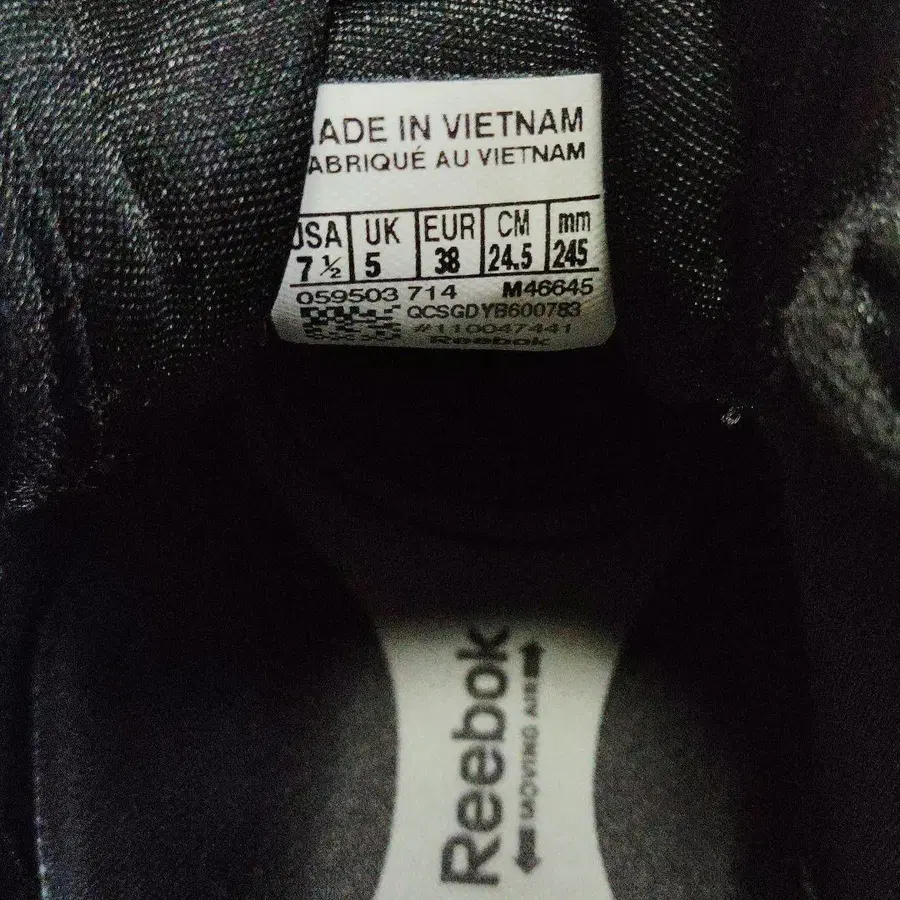 ADE IN VIETNAM
ABRIQUÉ AU VIETNAM
USA UK EUR CM mm
7 ½ 5 38 24.5 245
059503 714 M46645
QCSGDYB600783
#110047441
Reebok
Reebok
MOVING AIR